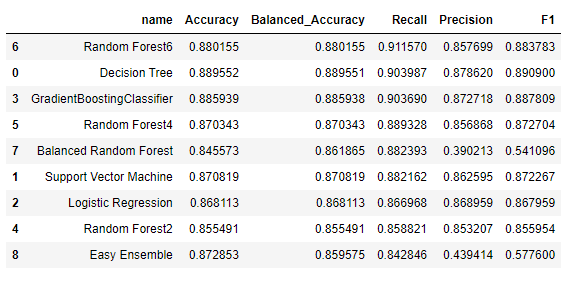 name Accuracy Balanced_Accuracy Recall Precision F1
6 Random Forest6 0.880155 0.880155 0.911570 0.857699 0.883783
0 Decision Tree 0.889552 0.889551 0.903987 0.878620 0.890900
3 GradientBoostingClassifier 0.885939 0.885938 0.903690 0.872718 0.887809
5 Random Forest4 0.870343 0.870343 0.889328 0.856868 0.872704
7 Balanced Random Forest 0.845573 0.861865 0.882393 0.390213 0.541096
1 Support Vector Machine 0.870819 0.870819 0.882162 0.862595 0.872267
2 Logistic Regression 0.868113 0.868113 0.866968 0.868959 0.867959
4 Random Forest2 0.855491 0.855491 0.858821 0.853207 0.855954
8 Easy Ensemble 0.872853 0.859575 0.842846 0.439414 0.577600